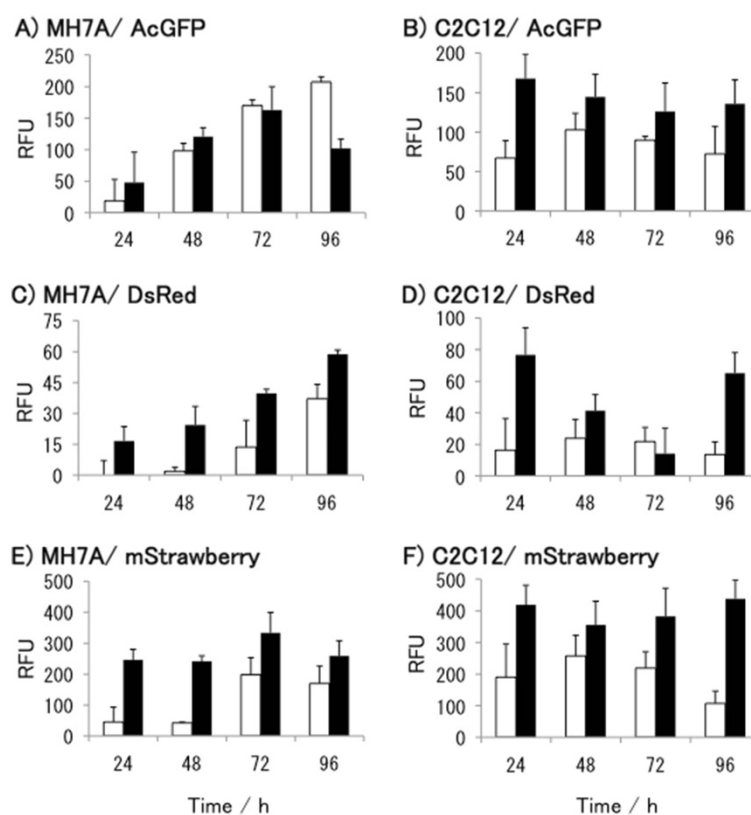 A) MH7A/ AcGFP
250
200
150
100
50
0
RFU
24 48 72 96
B) C2C12/ AcGFP
200
150
100
50
0
RFU
24 48 72 96
C) MH7A/ DsRed
75
60
45
30
15
0
RFU
24 48 72 96
D) C2C12/ DsRed
100
80
60
40
20
0
RFU
24 48 72 96
E) MH7A/ mStrawberry
500
400
300
200
100
0
RFU
24 48 72 96
Time / h
F) C2C12/ mStrawberry
500
400
300
200
100
0
RFU
24 48 72 96
Time / h